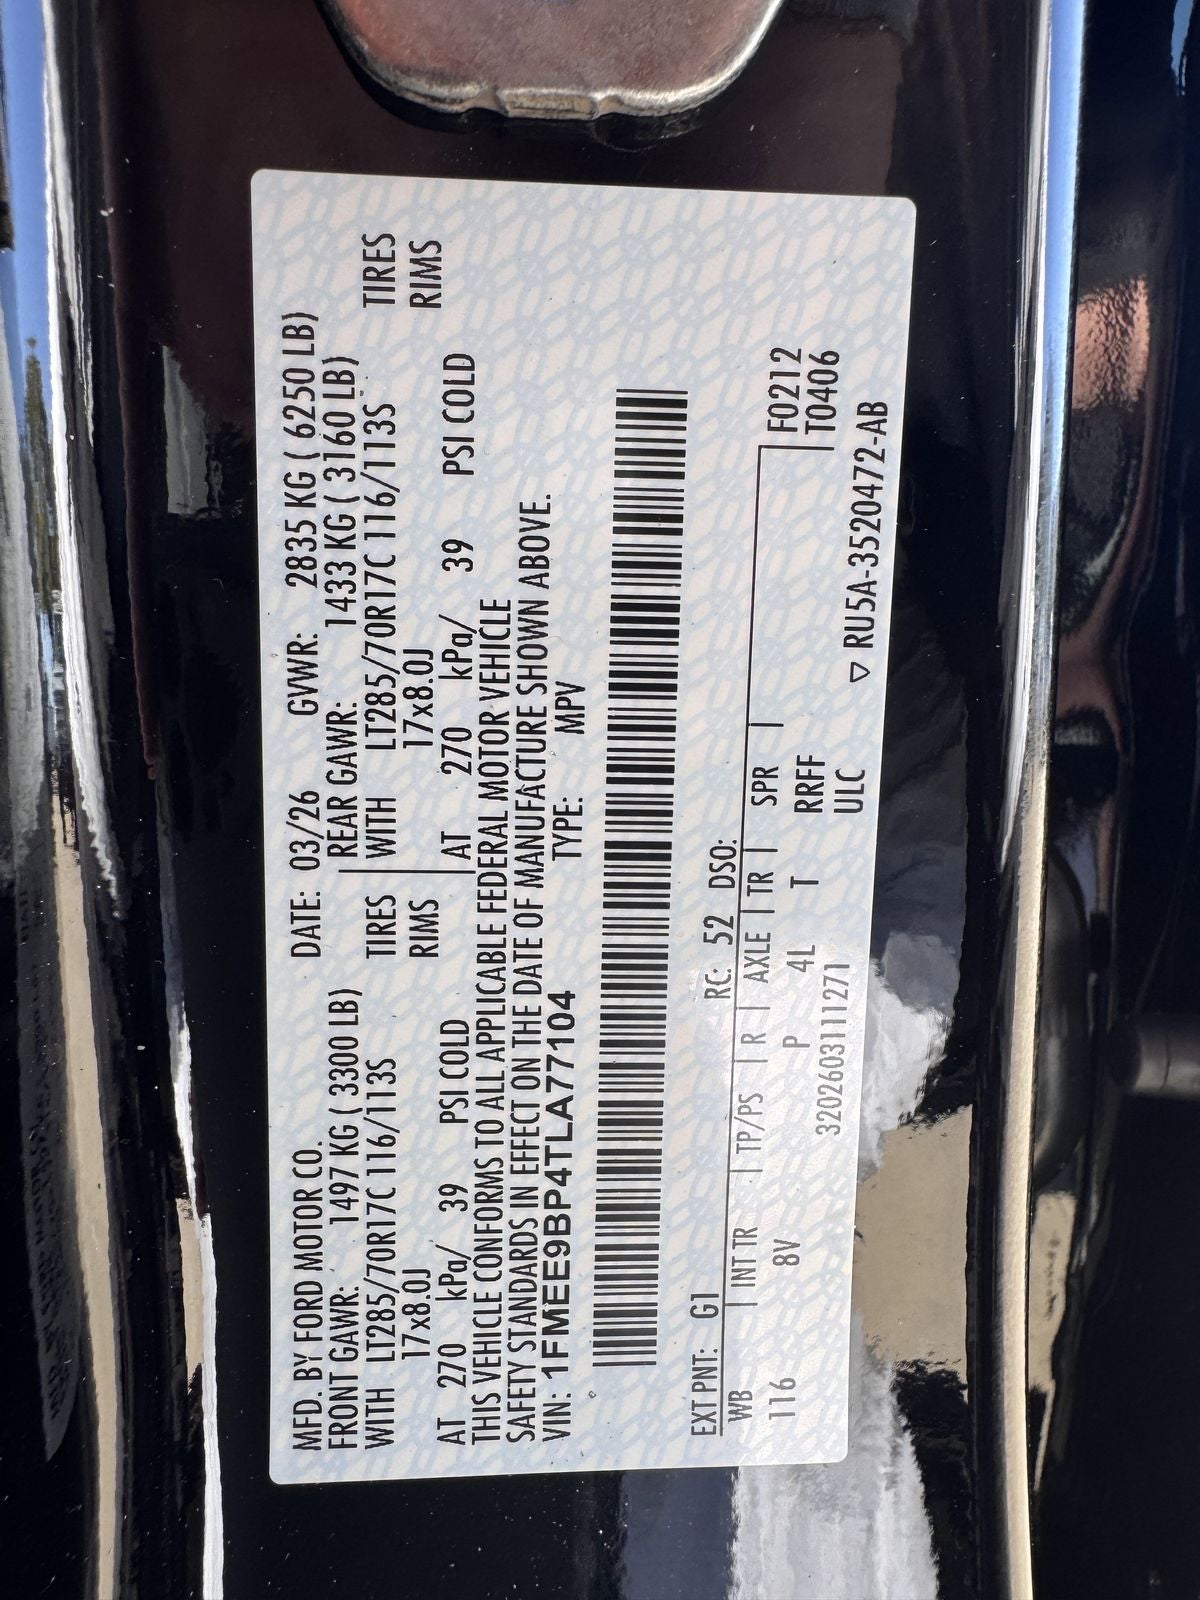 MFD. BY FORD MOTOR CO. DATE: 03/26 GVWR: 2835 KG ( 6250 LB)
FRONT GAWR: 1497 KG ( 3300 LB) REAR GAWR: 1433 KG ( 3160 LB)
WITH LT285/70R17C 116/113S TIRES WITH LT285/70R17C 116/113S TIRES
17x8.0J RIMS 17x8.0J RIMS
AT 270 kPa/ 39 PSI COLD AT 270 kPa/ 39 PSI COLD
THIS VEHICLE CONFORMS TO ALL APPLICABLE FEDERAL MOTOR VEHICLE
SAFETY STANDARDS IN EFFECT ON THE DATE OF MANUFACTURE SHOWN ABOVE.
VIN: 1FMEE9BP4TLA77104 TYPE: MPV
EXT PNT: G1 RC: 52 DSO:
WB | INT TR | TP/PS | R | AXLE | TR | SPR | F0212
116 8V P 4L T RRFF T0406
3202603111271 ULC
▽ RU5A-3520472-AB